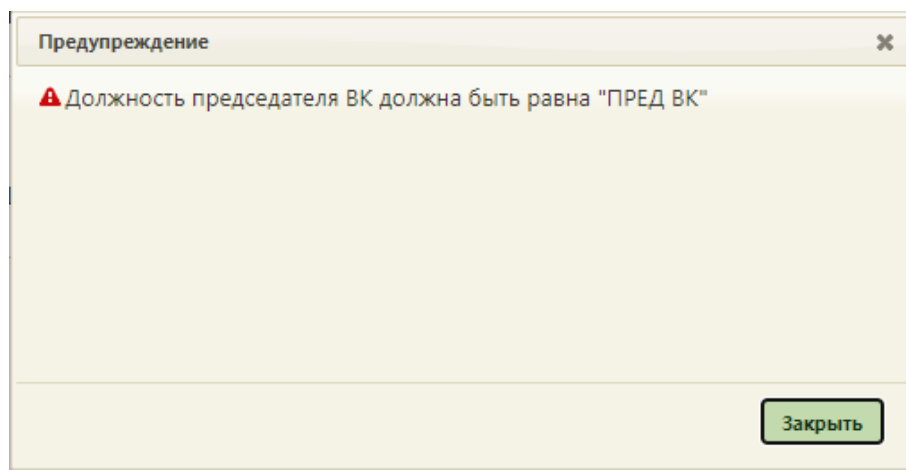 Предупреждение
Должность председателя ВК должна быть равна "ПРЕД ВК"
Закрыть